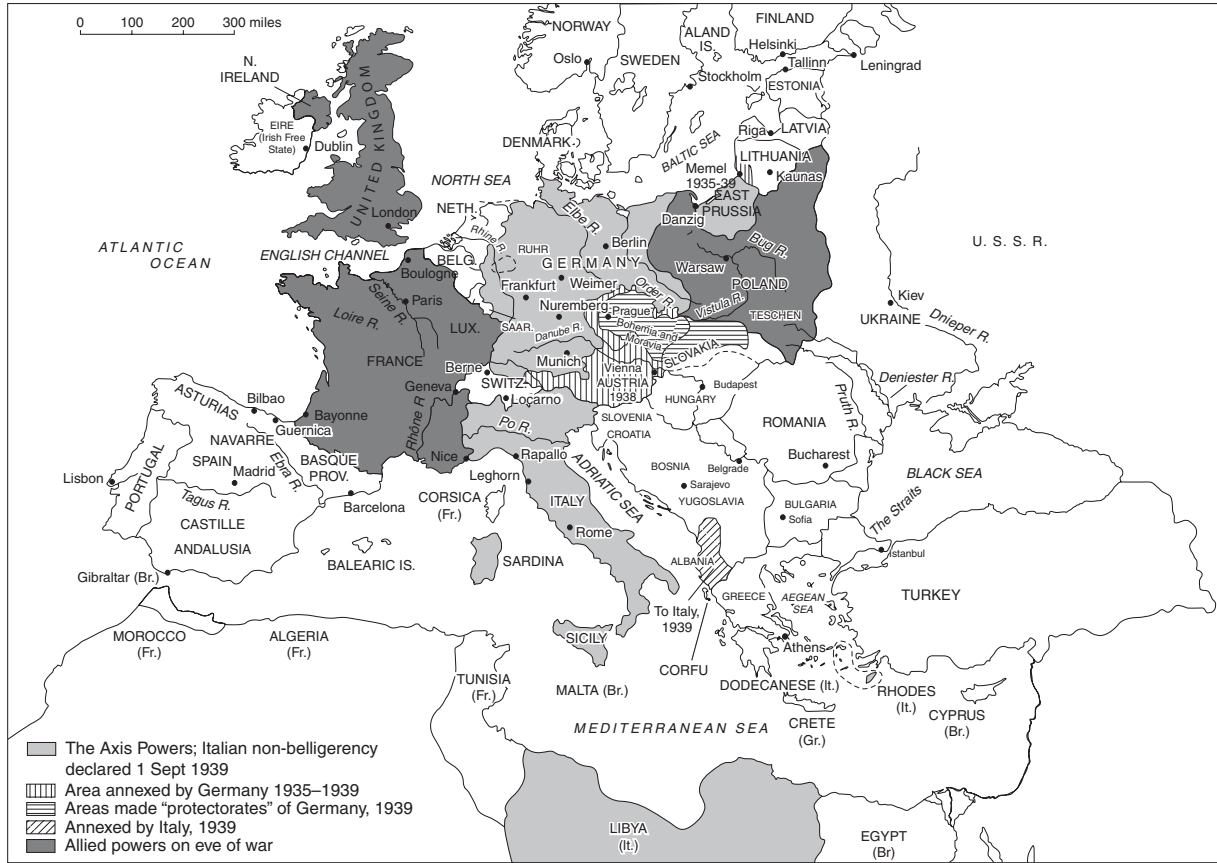 0 100 200 300 miles
NORWAY
Oslo
SWEDEN
ALAND
IS.
Stockholm
FINLAND
Helsinki
Tallinn
Leningrad
ESTONIA
N.
IRELAND
UNITED KINGDOM
EIRE
(Irish Free
State)
Dublin
London
DENMARK
BALTIC SEA
Riga
LATVIA
LITHUANIA
Kaunas
Memel
1935-39
EAST
PRUSSIA
Danzig
NORTH SEA
NETH.
Rhine R.
Elbe R.
Berlin
RUHR
GERMANY
BELG.
ATLANTIC
OCEAN
ENGLISH CHANNEL
Boulogne
Bug R.
Warsaw
POLAND
Vistula R.
TESCHEN
U. S. S. R.
Kiev
UKRAINE
Dnieper R.
Deniester R.
Frankfurt
Weimer
Order R.
Nuremberg
Prague
Bohemia and
Moravia
SLOVAKIA
Seine R.
Paris
Loire R.
LUX.
SAAR.
Danube R.
Munich
Vienna
AUSTRIA
1938
FRANCE
Berne
SWITZ.
Geneva
Locarno
Budapest
HUNGARY
Pruth R.
ROMANIA
Bucharest
SLOVENIA
CROATIA
ASTURIAS
Bilbao
Bayonne
Guernica
NAVARRE
BASQUE
PROV.
Ebra R.
Rhône R.
Po R.
Nice
Rapallo
Leghorn
ADRIATIC SEA
BOSNIA
Belgrade
Sarajevo
YUGOSLAVIA
BULGARIA
Sofia
BLACK SEA
The Straits
Istanbul
PORTUGAL
Lisbon
SPAIN
Madrid
Tagus R.
CASTILLE
ANDALUSIA
Barcelona
CORSICA
(Fr.)
ITALY
Rome
SARDINA
BALEARIC IS.
Gibraltar (Br.)
ALBANIA
To Italy,
1939
GREECE
AEGEAN
SEA
TURKEY
Athens
CORFU
SICILY
MOROCCO
(Fr.)
ALGERIA
(Fr.)
TUNISIA
(Fr.)
MALTA (Br.)
DODECANESE (It.)
RHODES
(It.)
CRETE
(Gr.)
CYPRUS
(Br.)
MEDITERRANEAN SEA
LIBYA
(It.)
EGYPT
(Br)
The Axis Powers; Italian non-belligerency
declared 1 Sept 1939
Area annexed by Germany 1935–1939
Areas made “protectorates” of Germany, 1939
Annexed by Italy, 1939
Allied powers on eve of war